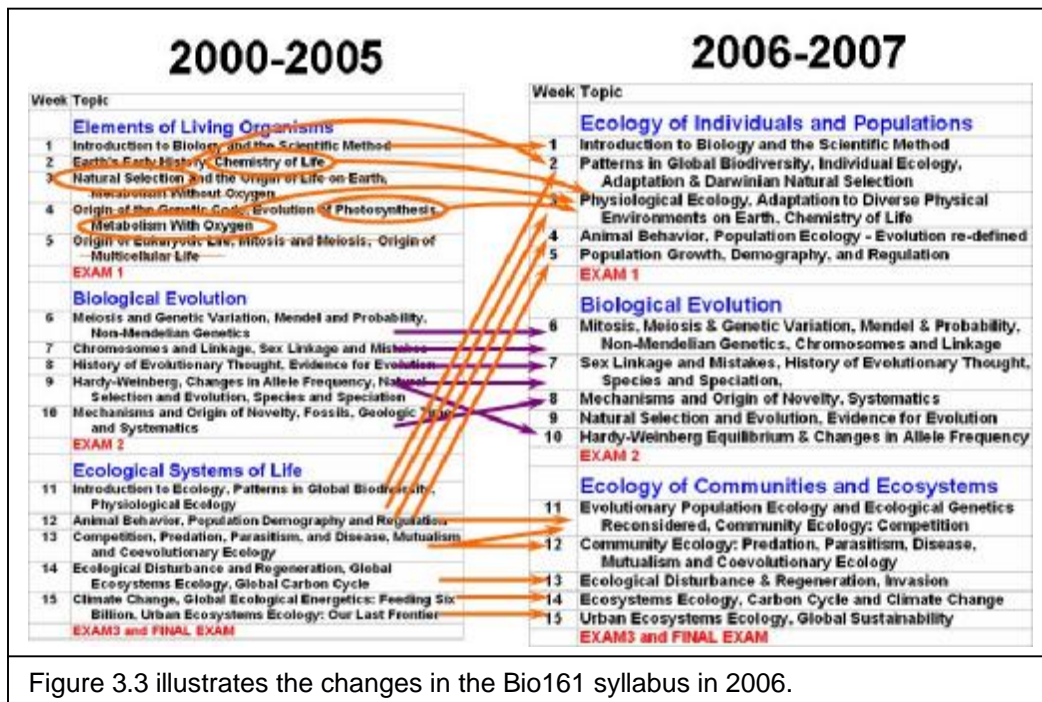 2000-2005
Week Topic
Elements of Living Organisms
1 Introduction to Biology and the Scientific Method
2 Earth's Early History, Chemistry of Life
3 Natural Selection and the Origin of Life on Earth,
Metabolism Without Oxygen
4 Origin of the Genetic Code, Evolution of Photosynthesis
Metabolism With Oxygen
5 Origin of Eukaryotic Life, Mitosis and Meiosis, Origin of
Multicellular Life
EXAM 1
Biological Evolution
6 Meiosis and Genetic Variation, Mendel and Probability,
Non-Mendelian Genetics
7 Chromosomes and Linkage, Sex Linkage and Mistakes
8 History of Evolutionary Thought, Evidence for Evolution
9 Hardy-Weinberg, Changes in Allele Frequency, Natural
Selection and Evolution, Species and Speciation
10 Mechanisms and Origin of Novelty, Fossils, Geologic Time
and Systematics
EXAM 2
Ecological Systems of Life
11 Introduction to Ecology, Patterns in Global Biodiversity,
Physiological Ecology
12 Animal Behavior, Population Demography and Regulation
13 Competition, Predation, Parasitism, and Disease, Mutualism
and Coevolutionary Ecology
14 Ecological Disturbance and Regeneration, Global
Ecosystems Ecology, Global Carbon Cycle
15 Climate Change, Global Ecological Energetics: Feeding Six
Billion, Urban Ecosystems Ecology: Our Last Frontier
EXAM3 and FINAL EXAM
2006-2007
Week Topic
Ecology of Individuals and Populations
1 Introduction to Biology and the Scientific Method
2 Patterns in Global Biodiversity, Individual Ecology,
Adaptation & Darwinian Natural Selection
3 Physiological Ecology, Adaptation to Diverse Physical
Environments on Earth, Chemistry of Life
4 Animal Behavior, Population Ecology - Evolution re-defined
5 Population Growth, Demography, and Regulation
EXAM 1
Biological Evolution
6 Mitosis, Meiosis & Genetic Variation, Mendel & Probability,
Non-Mendelian Genetics, Chromosomes and Linkage
7 Sex Linkage and Mistakes, History of Evolutionary Thought,
Species and Speciation,
8 Mechanisms and Origin of Novelty, Systematics
9 Natural Selection and Evolution, Evidence for Evolution
10 Hardy-Weinberg Equilibrium & Changes in Allele Frequency
EXAM 2
Ecology of Communities and Ecosystems
11 Evolutionary Population Ecology and Ecological Genetics
Reconsidered, Community Ecology: Competition
12 Community Ecology: Predation, Parasitism, Disease,
Mutualism and Coevolutionary Ecology
13 Ecological Disturbance & Regeneration, Invasion
14 Ecosystems Ecology, Carbon Cycle and Climate Change
15 Urban Ecosystems Ecology, Global Sustainability
EXAM3 and FINAL EXAM
Figure 3.3 illustrates the changes in the Bio161 syllabus in 2006.